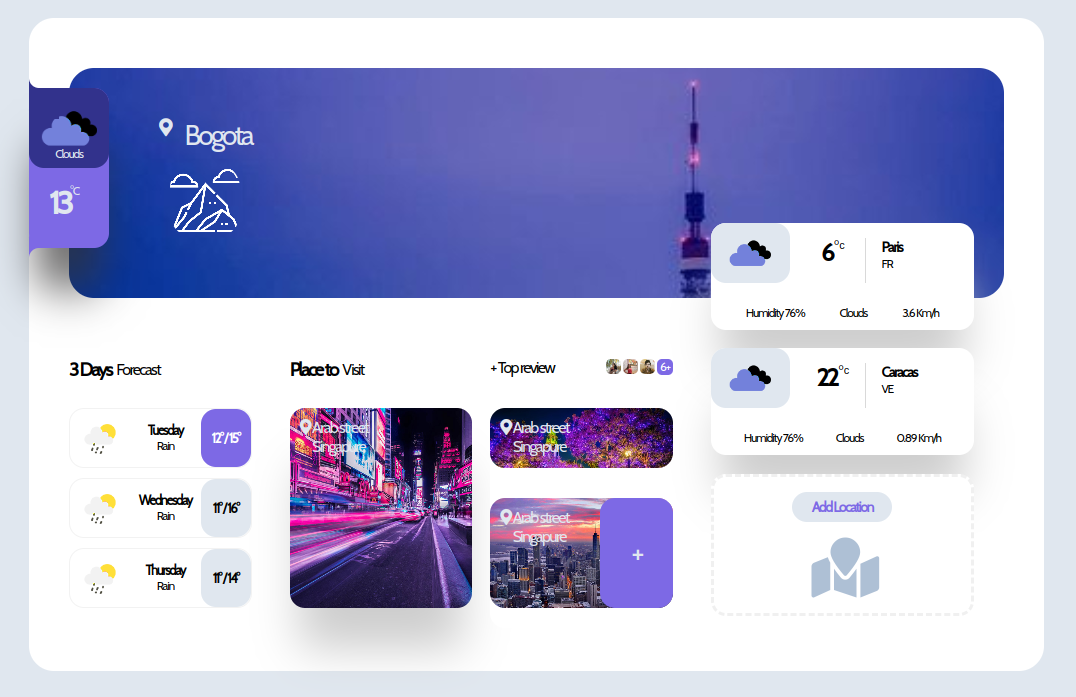 Bogota
Clouds
13°C
6°c
Paris
FR
Humidity 76%
Clouds
3.6 Km/h
3 Days Forecast
Place to Visit
+ Top review
6+
22°c
Caracas
VE
Humidity 76%
Clouds
0.89 Km/h
Tuesday
Rain
12°/15°
Wednesday
Rain
11°/16°
Thursday
Rain
11°/14°
Arab street
Singapure
Arab street
Singapure
Arab street
Singapure
+
Add Location